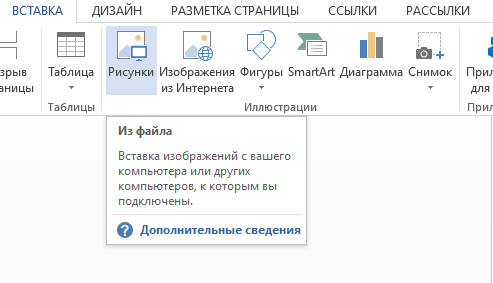 ВСТАВКА ДИЗАЙН РАЗМЕТКА СТРАНИЦЫ ССЫЛКИ РАССЫЛКИ
Таблица Рисунки Изображения из Интернета Фигуры SmartArt Диаграмма Снимок
Таблицы Иллюстрации
Из файла
Вставка изображений с вашего
компьютера или других
компьютеров, к которым вы
подключены.
Дополнительные сведения